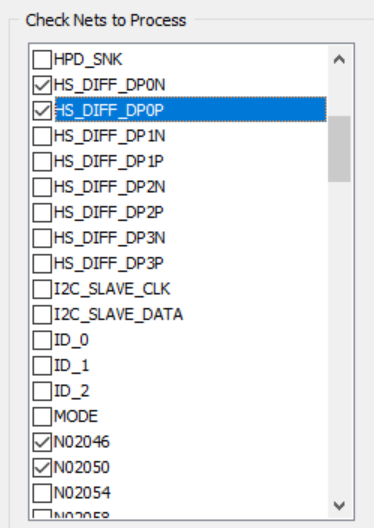 Check Nets to Process
HPD_SNK
HS_DIFF_DP0N
HS_DIFF_DP0P
HS_DIFF_DP1N
HS_DIFF_DP1P
HS_DIFF_DP2N
HS_DIFF_DP2P
HS_DIFF_DP3N
HS_DIFF_DP3P
I2C_SLAVE_CLK
I2C_SLAVE_DATA
ID_0
ID_1
ID_2
MODE
N02046
N02050
N02054
N02058